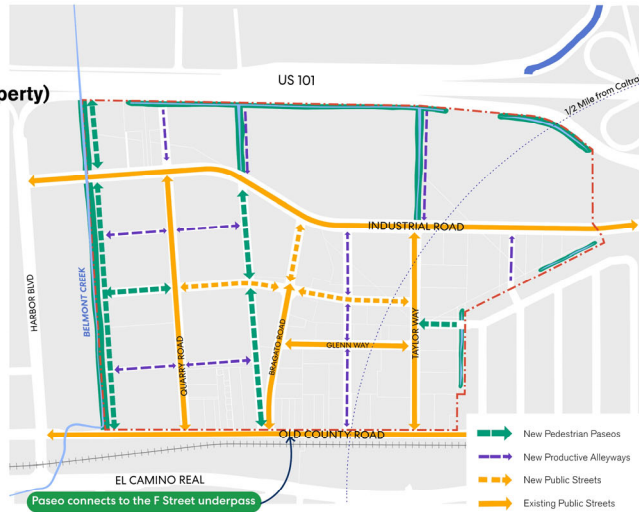 US 101
perty)
1/2 Mile from Caltra
INDUSTRIAL ROAD
HARBOR BLVD
BELMONT CREEK
QUARRY ROAD
BRAGATO ROAD
GLENN WAY
TAYLOR WAY
OLD COUNTY ROAD
EL CAMINO REAL
Paseo connects to the F Street underpass
New Pedestrian Paseos
New Productive Alleyways
New Public Streets
Existing Public Streets